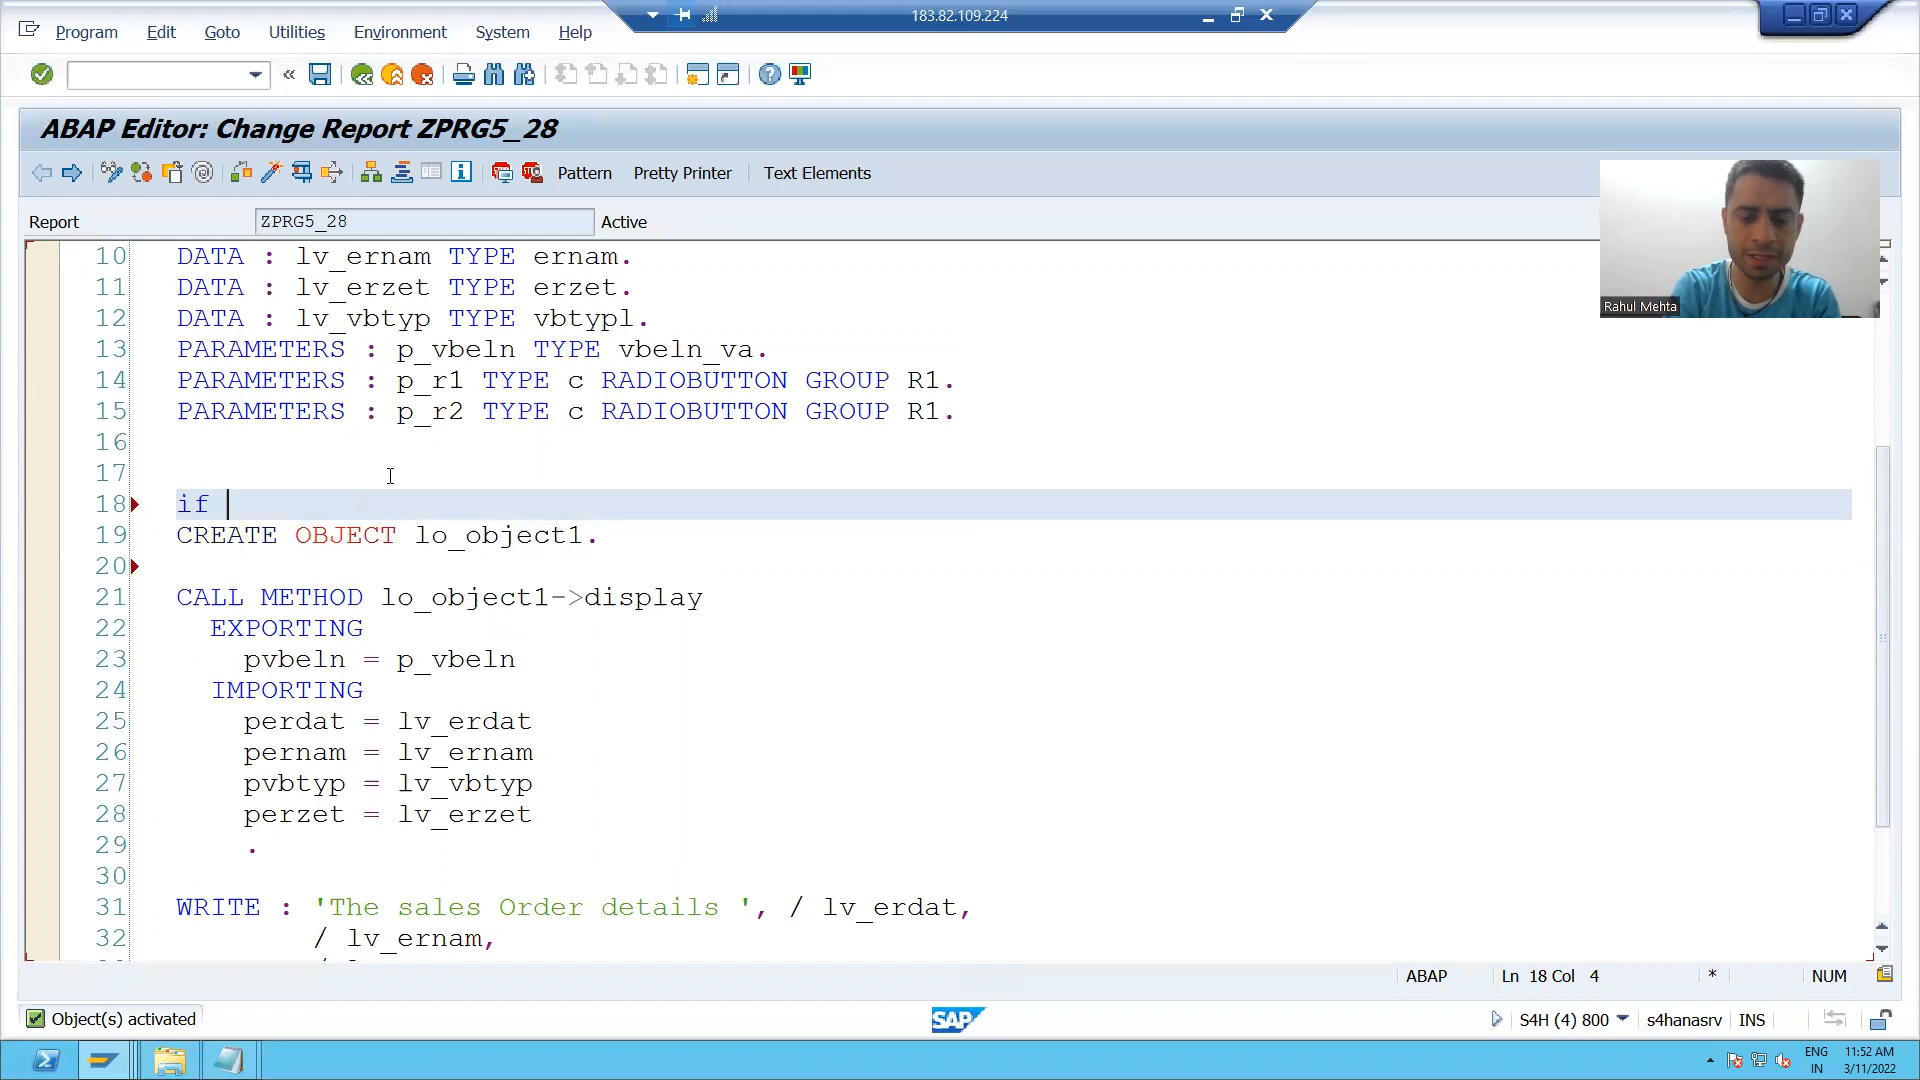 183.82.109.224
Program Edit Goto Utilities Environment System Help
ABAP Editor: Change Report ZPRG5_28
Pattern Pretty Printer Text Elements
Report ZPRG5_28 Active
Rahul Mehta
10 DATA : lv_ernam TYPE ernam.
11 DATA : lv_erzet TYPE erzet.
12 DATA : lv_vbtyp TYPE vbtypl.
13 PARAMETERS : p_vbeln TYPE vbeln_va.
14 PARAMETERS : p_r1 TYPE c RADIOBUTTON GROUP R1.
15 PARAMETERS : p_r2 TYPE c RADIOBUTTON GROUP R1.
16
17
18 if
19 CREATE OBJECT lo_object1.
20
21 CALL METHOD lo_object1->display
22 EXPORTING
23 pvbeln = p_vbeln
24 IMPORTING
25 perdat = lv_erdat
26 pernam = lv_ernam
27 pvbtyp = lv_vbtyp
28 perzet = lv_erzet
29 .
30
31 WRITE : 'The sales Order details ', / lv_erdat,
32 / lv_ernam,
ABAP Ln 18 Col 4 * NUM
Object(s) activated SAP S4H (4) 800 s4hanasrv INS
ENG 11:52 AM
IN 3/11/2022